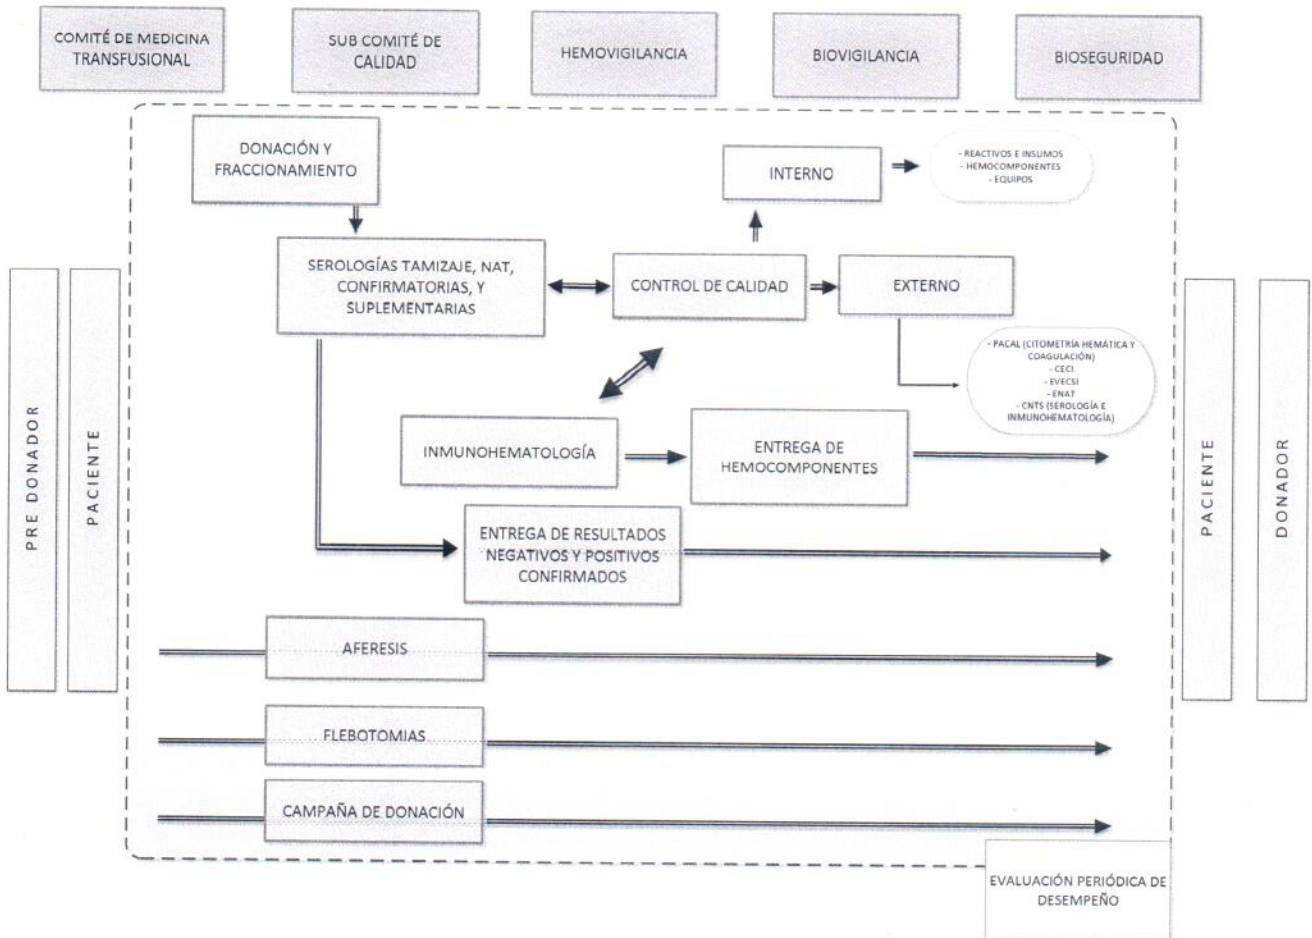 COMITÉ DE MEDICINA
TRANSFUSIONAL
SUB COMITÉ DE
CALIDAD
HEMOVIGILANCIA
BIOVIGILANCIA
BIOSEGURIDAD
DONACIÓN Y
FRACCIONAMIENTO
INTERNO
- REACTIVOS E INSUMOS
- HEMOCOMPONENTES
- EQUIPOS
SEROLOGÍAS TAMIZAJE, NAT,
CONFIRMATORIAS, Y
SUPLEMENTARIAS
CONTROL DE CALIDAD
EXTERNO
- PACAL (CITOMETRÍA HEMÁTICA Y
COAGULACIÓN)
- CECI
- EVECSI
- ENAT
- CNTS (SEROLOGÍA E
INMUNOHEMATOLOGÍA)
PRE DONADOR
PACIENTE
INMUNOHEMATOLOGÍA
ENTREGA DE
HEMOCOMPONENTES
PACIENTE
DONADOR
ENTREGA DE RESULTADOS
NEGATIVOS Y POSITIVOS
CONFIRMADOS
AFERESIS
FLEBOTOMIAS
CAMPAÑA DE DONACIÓN
EVALUACIÓN PERIÓDICA DE
DESEMPEÑO